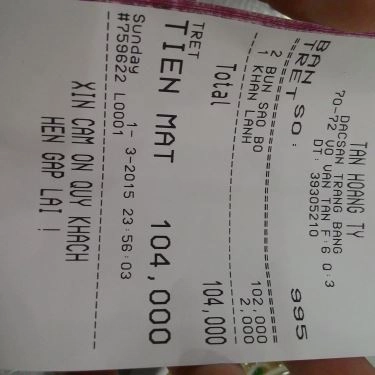 TAN HOANG TY
DACSAN TRANG BANG
70-72 VO VAN TAN F:6 Q:3
DT: 39305210
BAN SO: 995
TRET
==============================
2 BUN SAO BO 102,000
1 KHAN LANH 2,000
------------------------------
Total 104,000
TRET
TIEN MAT 104,000
Sunday 1- 3-2015 23:56:03
#759622 L0001
------------------------------
XIN CAM ON QUY KHACH
HEN GAP LAI !